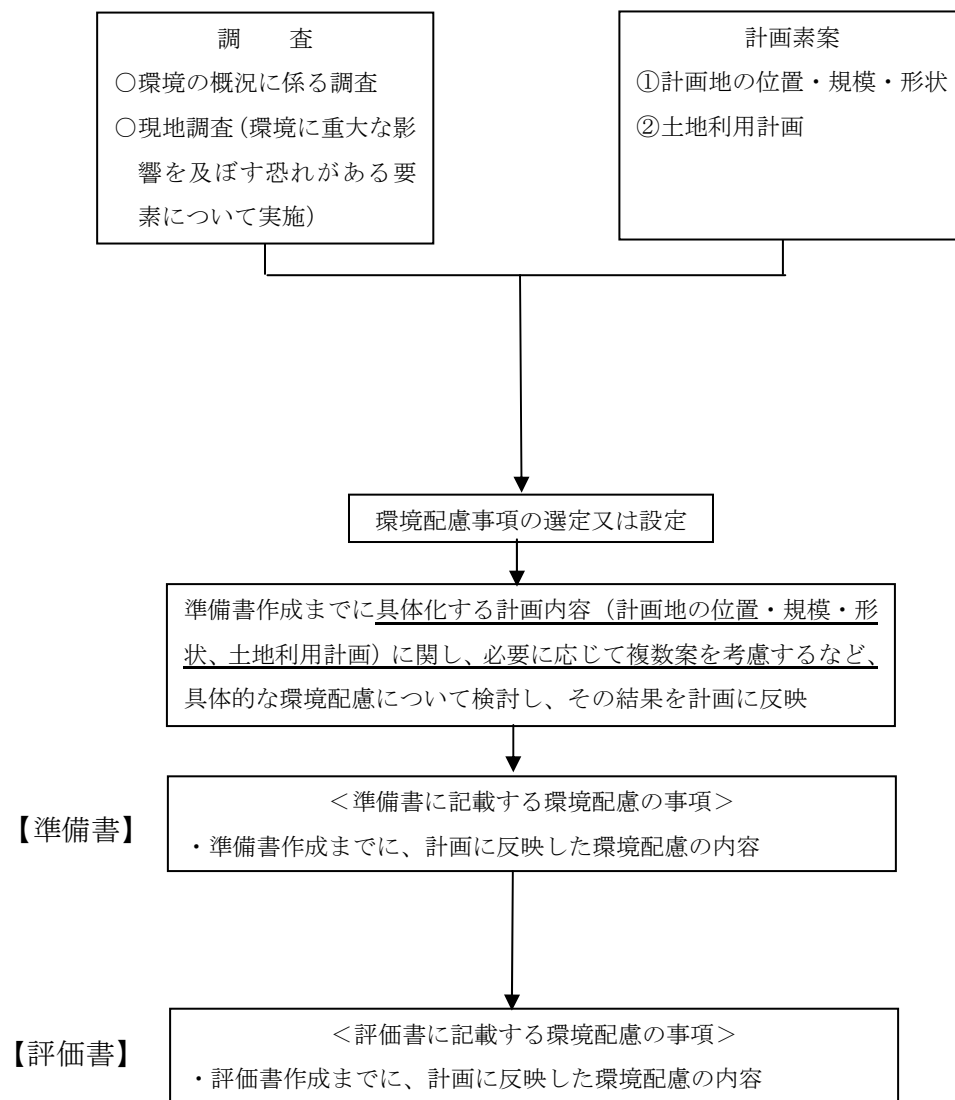 調　査
○環境の概況に係る調査
○現地調査（環境に重大な影
響を及ぼす恐れがある要
素について実施）
計画素案
①計画地の位置・規模・形状
②土地利用計画
環境配慮事項の選定又は設定
準備書作成までに具体化する計画内容（計画地の位置・規模・形
状、土地利用計画）に関し、必要に応じて複数案を考慮するなど、
具体的な環境配慮について検討し、その結果を計画に反映
【準備書】
＜準備書に記載する環境配慮の事項＞
・準備書作成までに、計画に反映した環境配慮の内容
【評価書】
＜評価書に記載する環境配慮の事項＞
・評価書作成までに、計画に反映した環境配慮の内容